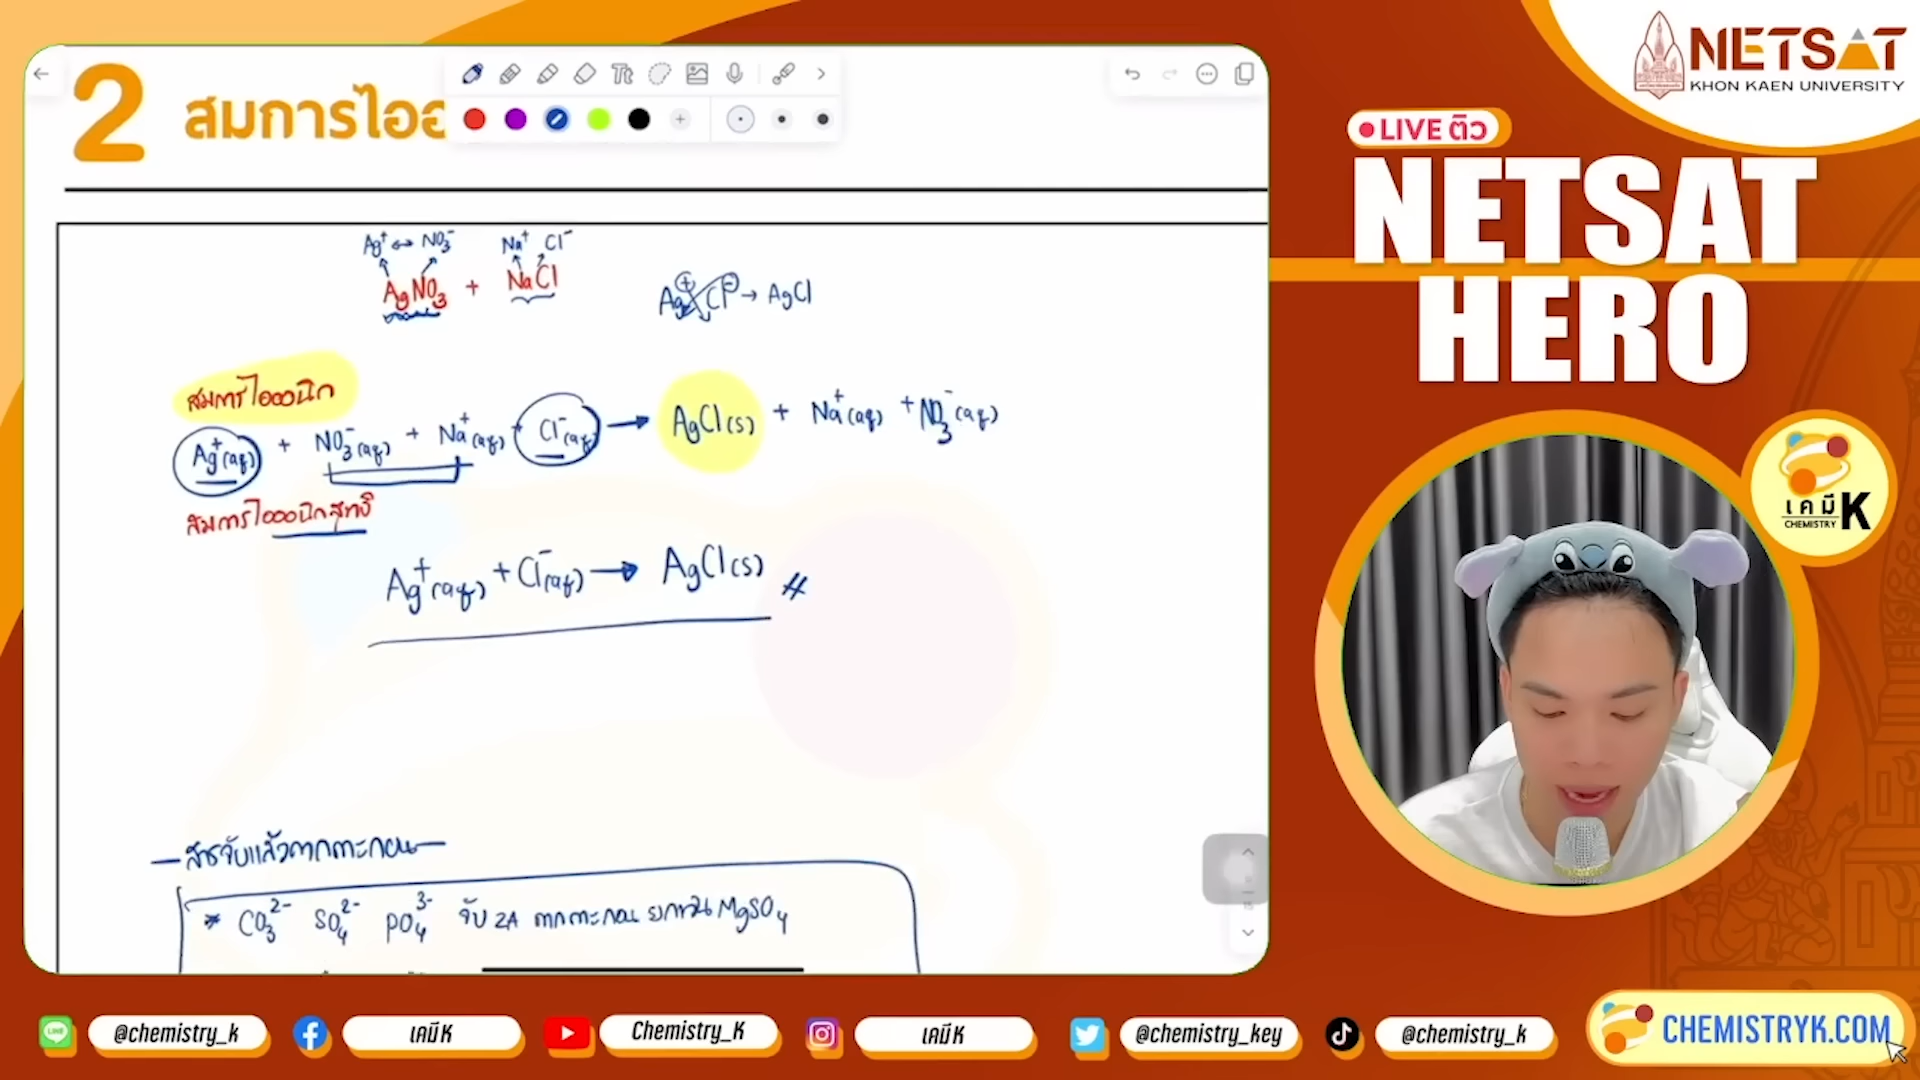 2 สมการไออ
Ag⁺ ↔ NO₃⁻ Na⁺ Cl⁻
AgNO₃ + NaCl
Ag⁺ Cl⁻ → AgCl
สมการไอออนิก
Ag⁺(aq) + NO₃⁻(aq) + Na⁺(aq) + Cl⁻(aq) → AgCl(s) + Na⁺(aq) + NO₃⁻(aq)
สมการไอออนิกสุทธิ
Ag⁺(aq) + Cl⁻(aq) → AgCl(s) #
— สารจับแล้วตกตะกอน —
* CO₃²⁻ SO₄²⁻ PO₄³⁻ จับ 2A ตกตะกอน ยกเว้น MgSO₄
NETSAT
KHON KAEN UNIVERSITY
LIVE ติว
NETSAT
HERO
เคมี K
CHEMISTRY
LINE
@chemistry_k
เคมี K
Chemistry_K
เคมี K
@chemistry_key
@chemistry_k
CHEMISTRYK.COM